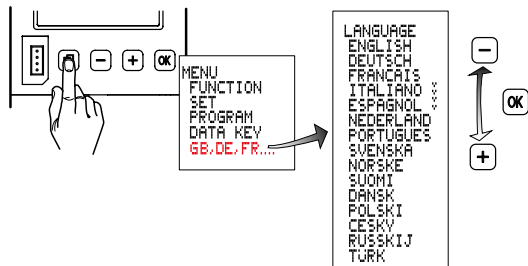 OK
MENU
FUNCTION
SET
PROGRAM
DATA KEY
GB,DE,FR....
LANGUAGE
ENGLISH
DEUTSCH
FRANCAIS
ITALIANO
ESPAGNOL
NEDERLAND
PORTUGUES
SVENSKA
NORSKE
SUOMI
DANSK
POLSKI
CESKY
RUSSKIJ
TURK
OK